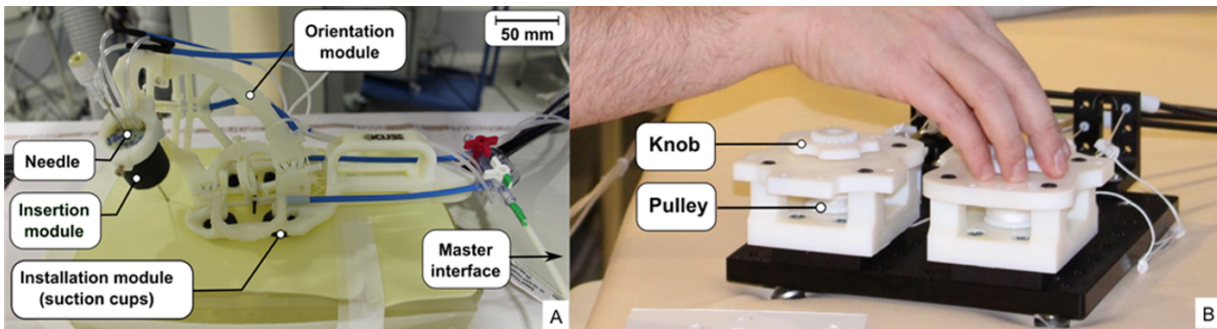 Orientation
module
50 mm
Needle
Insertion
module
Installation module
(suction cups)
Master
interface
A
Knob
Pulley
B